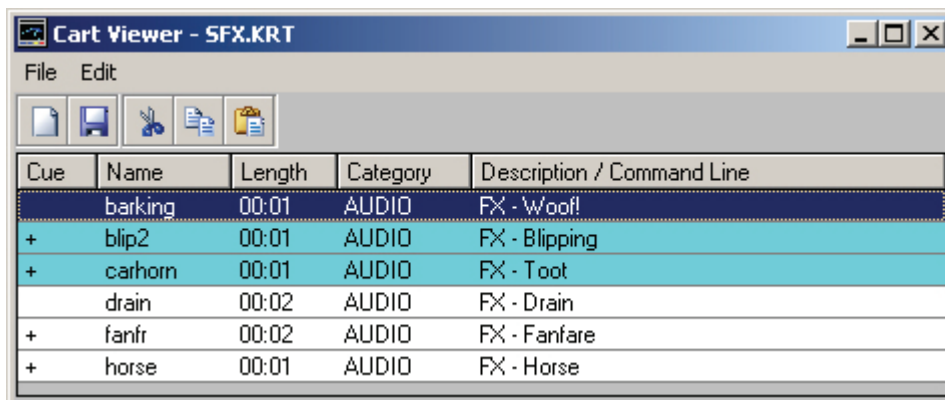 Cart Viewer - SFX.KRT
File Edit
Cue Name Length Category Description / Command Line
barking 00:01 AUDIO FX - Woof!
+ blip2 00:01 AUDIO FX - Blipping
+ carhorn 00:01 AUDIO FX - Toot
drain 00:02 AUDIO FX - Drain
+ fanfr 00:02 AUDIO FX - Fanfare
+ horse 00:01 AUDIO FX - Horse